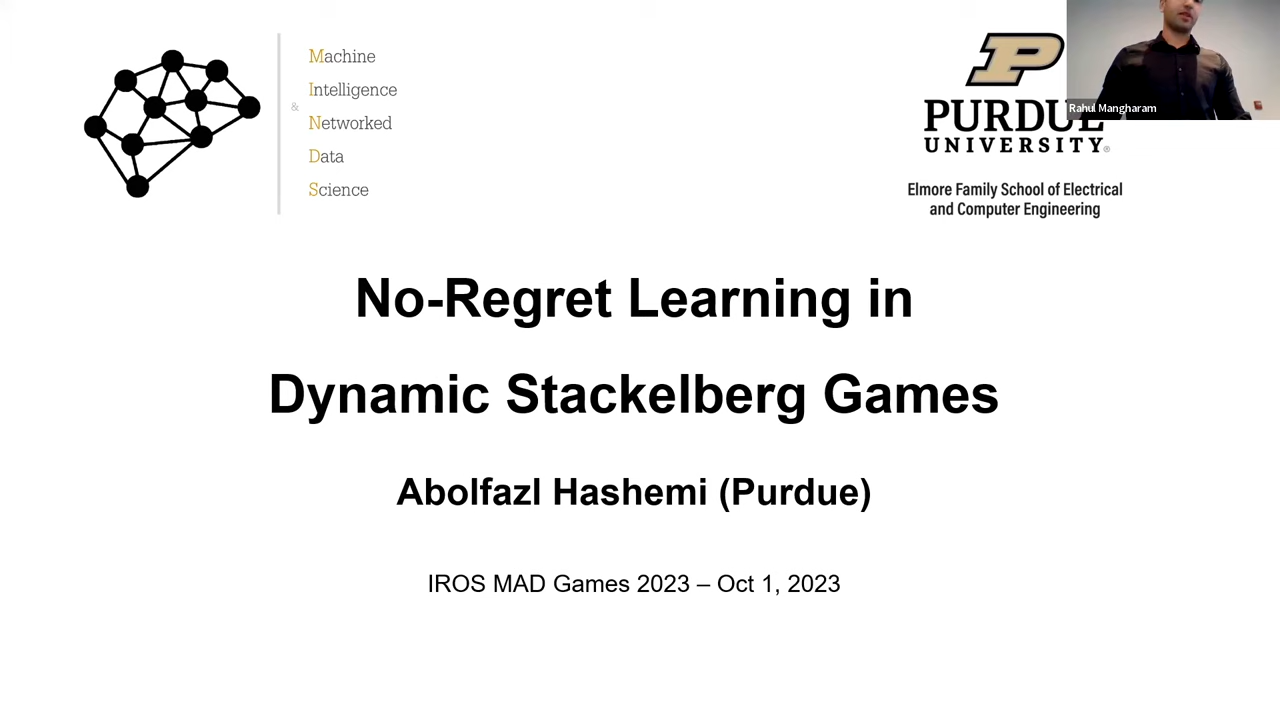 Machine
&
Intelligence
Networked
Data
Science
PURDUE
UNIVERSITY®
Elmore Family School of Electrical
and Computer Engineering
Rahul Mangharam
No-Regret Learning in
Dynamic Stackelberg Games
Abolfazl Hashemi (Purdue)
IROS MAD Games 2023 – Oct 1, 2023